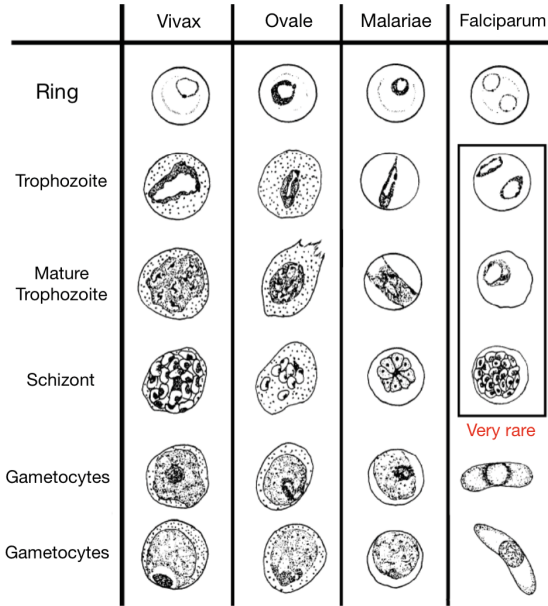 Vivax Ovale Malariae Falciparum
Ring
Trophozoite
Mature
Trophozoite
Schizont
Very rare
Gametocytes
Gametocytes